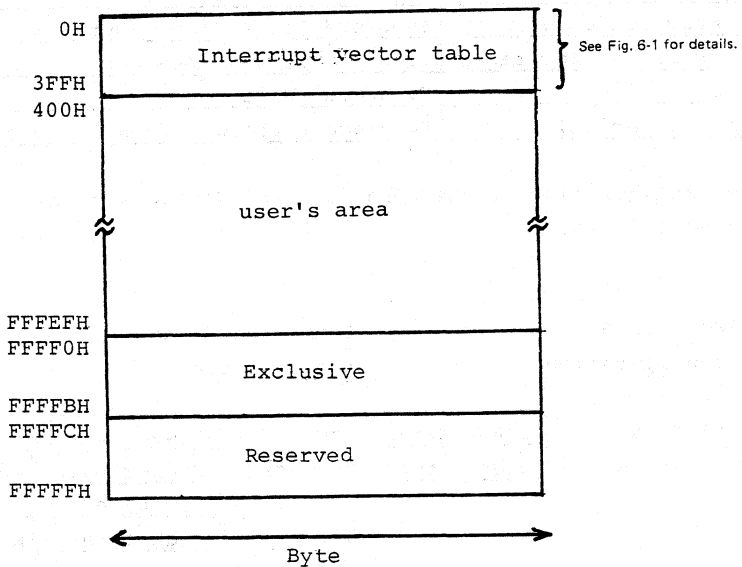 0H
Interrupt vector table
See Fig. 6-1 for details.
3FFH
400H
user's area
FFFEFH
FFFF0H
Exclusive
FFFFBH
FFFFCH
Reserved
FFFFFH
Byte